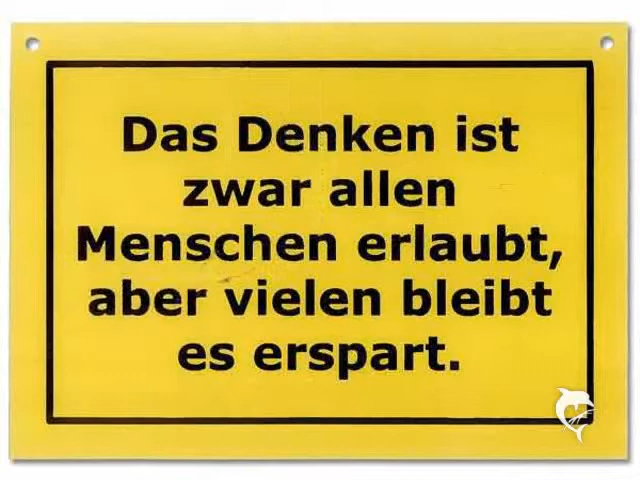 Das Denken ist
zwar allen
Menschen erlaubt,
aber vielen bleibt
es erspart.